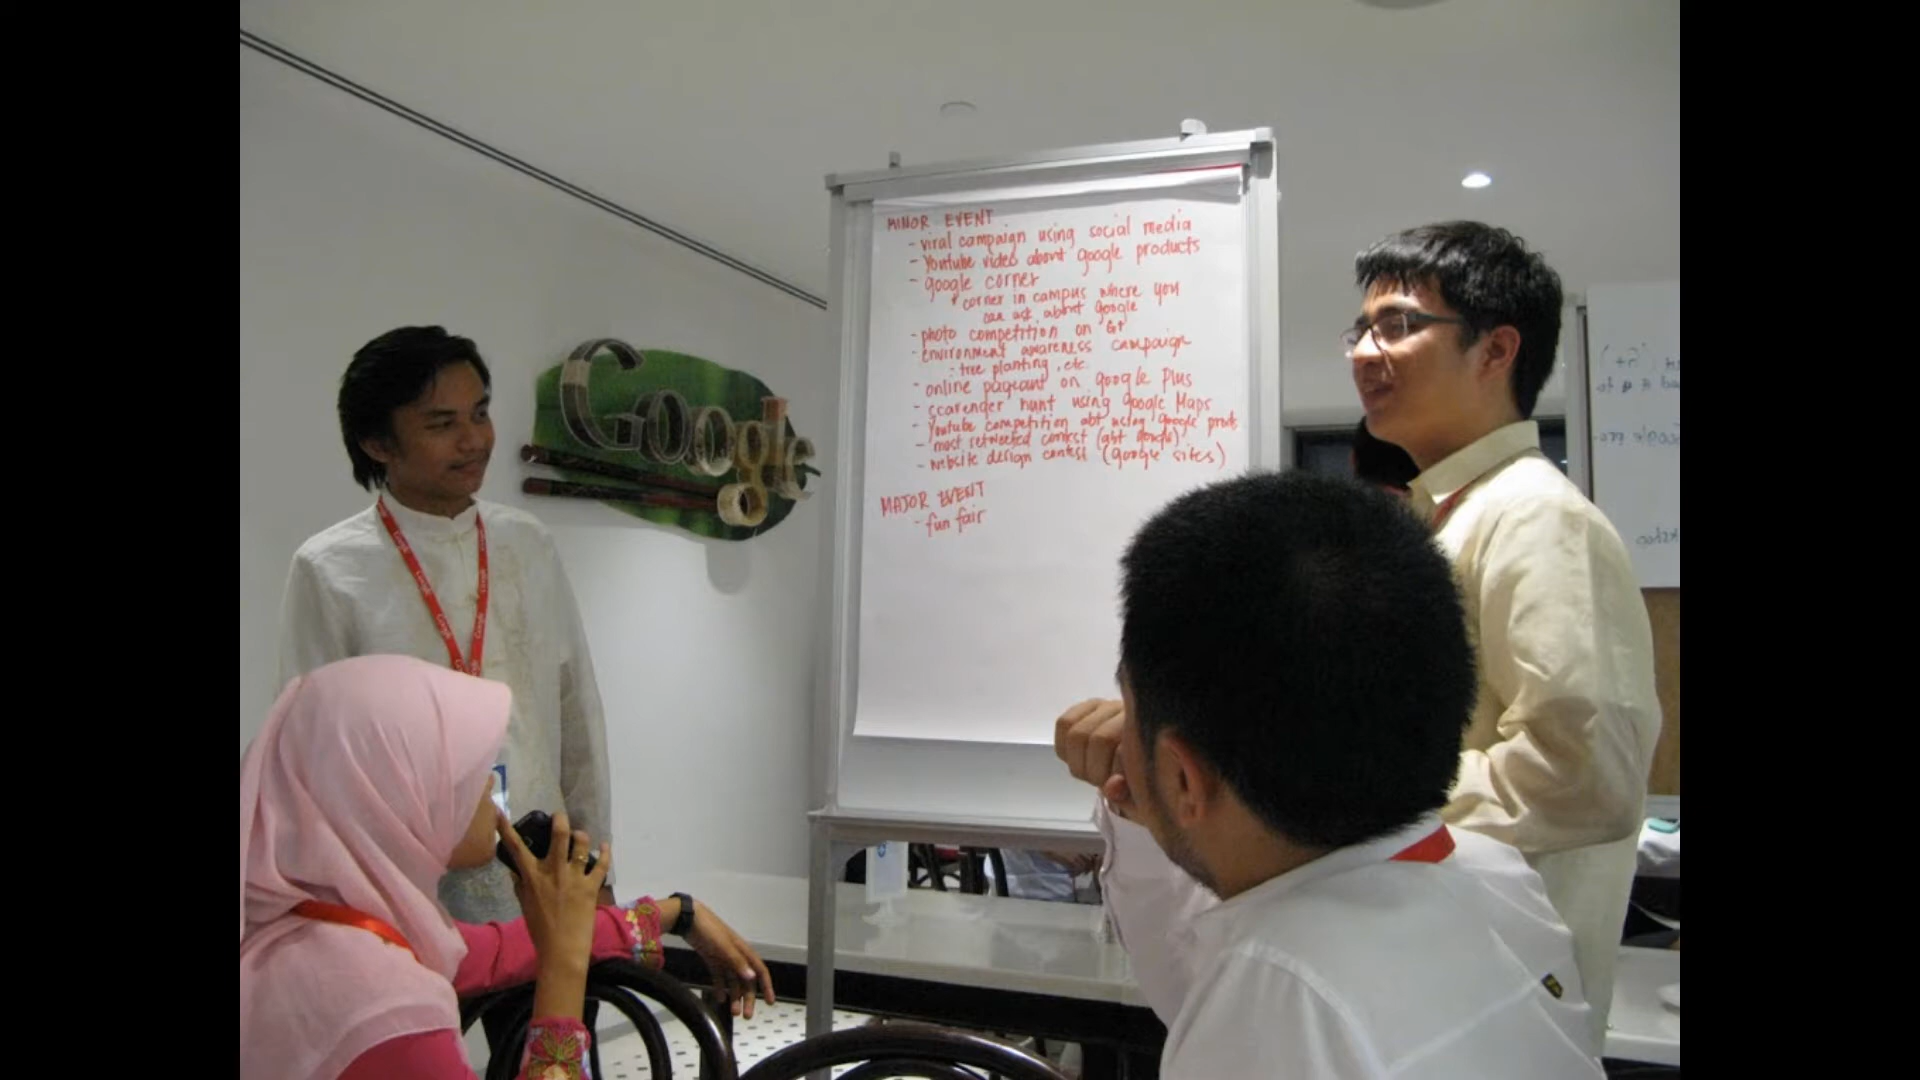 MINOR EVENT
- viral campaign using social media
- Youtube video about google products
- google corner
* corner in campus where you
can ask about google
- photo competition on G+
- environment awareness campaign
- tree planting, etc.
- online pageant on google plus
- scavenger hunt using google Maps
- Youtube competition abt using google prods
- most retweeted contest (abt google)
- website design contest (google sites)
MAJOR EVENT
- fun fair
Google
Google
Google